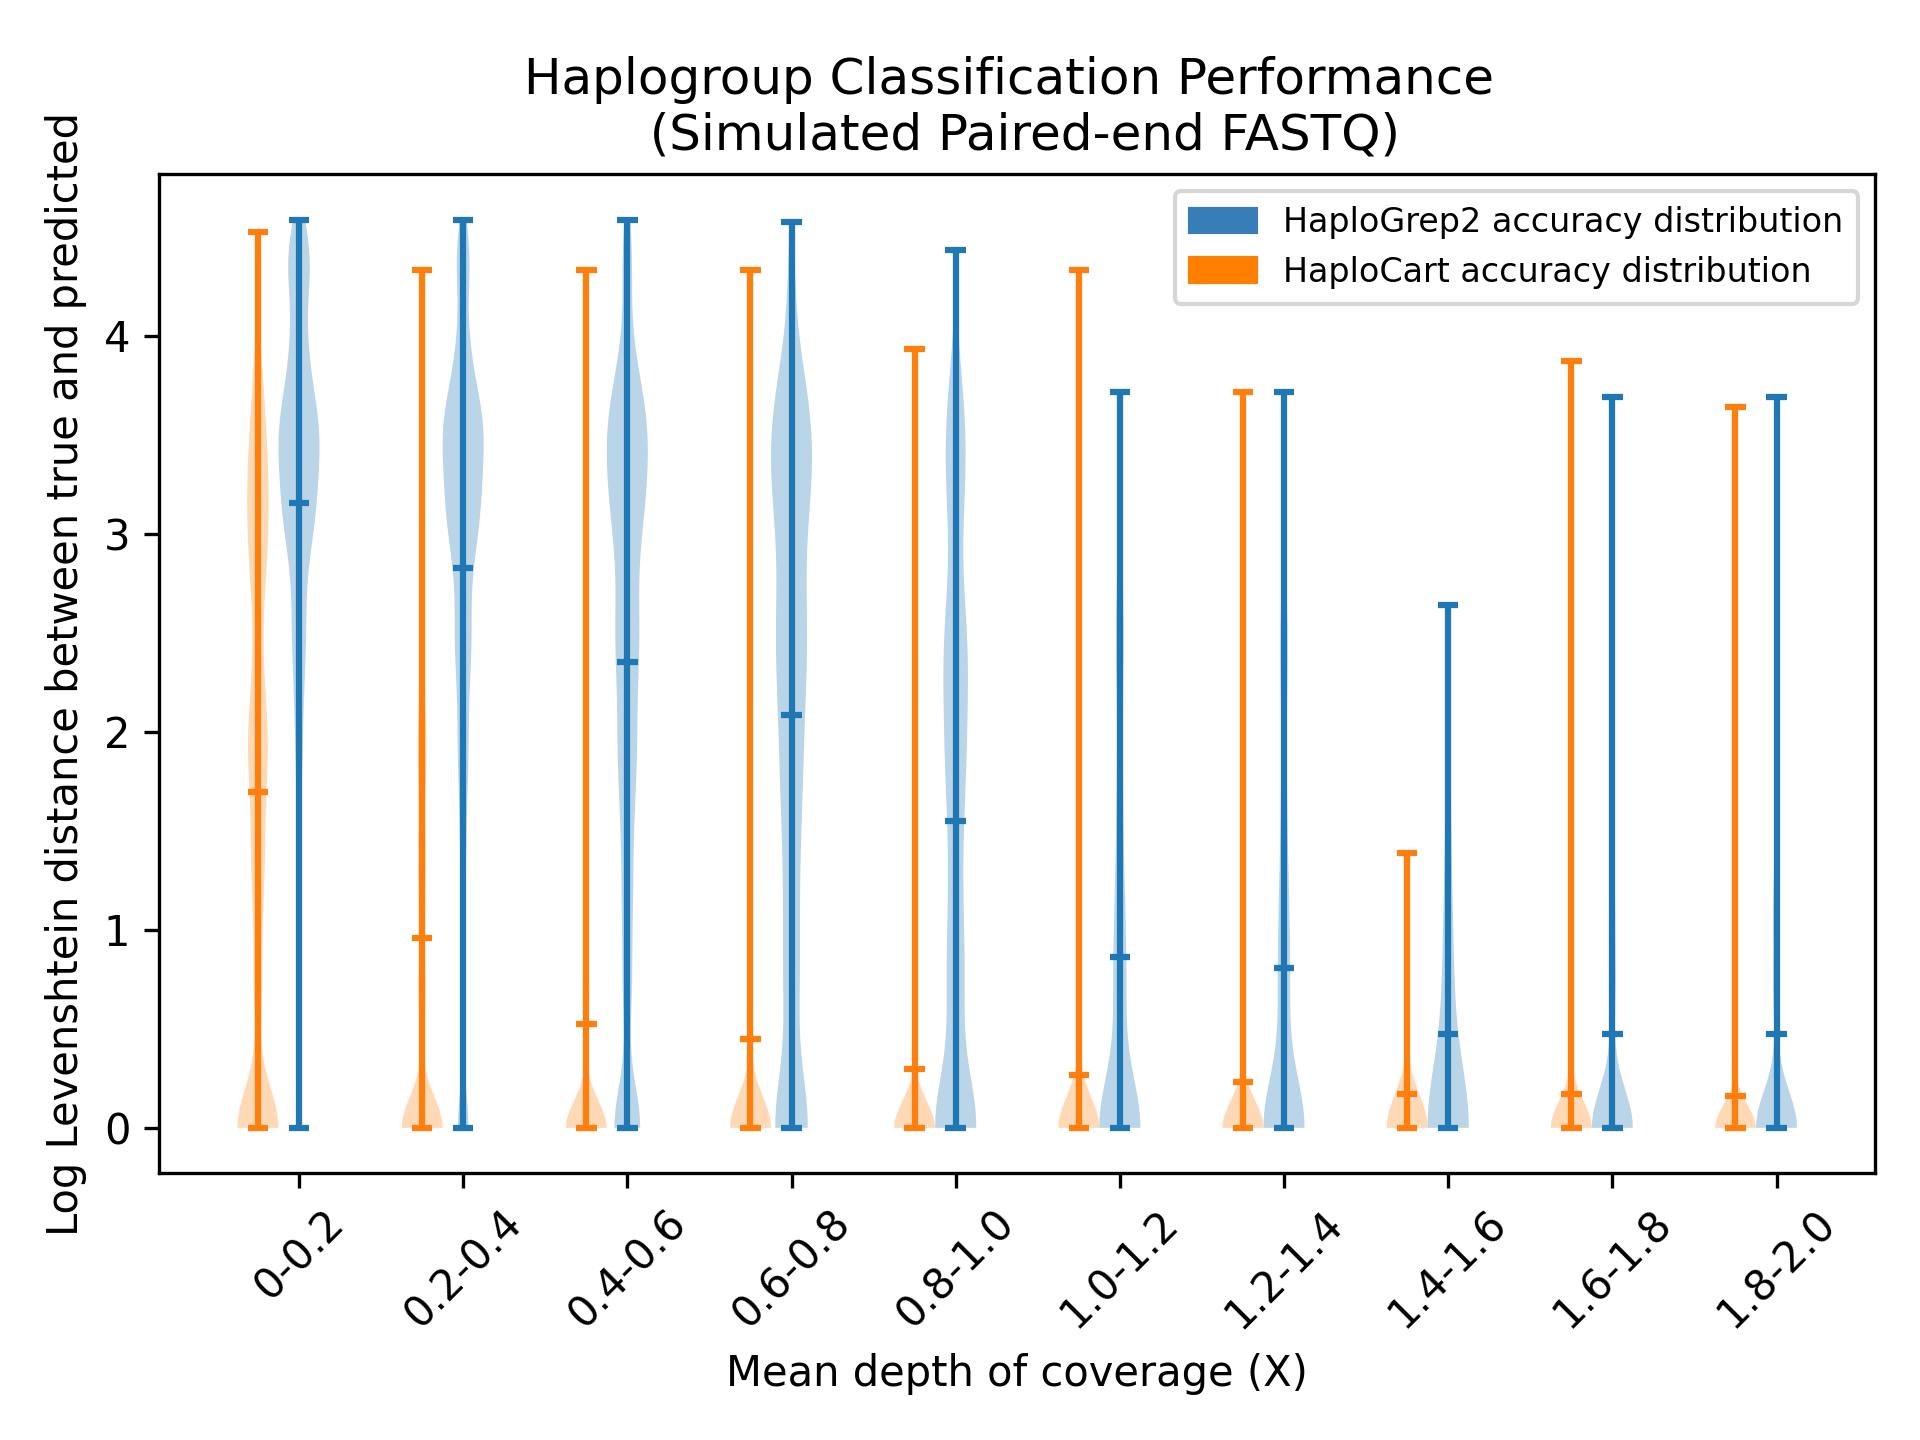 Haplogroup Classification Performance
(Simulated Paired-end FASTQ)
HaploGrep2 accuracy distribution
HaploCart accuracy distribution
Log Levenshtein distance between true and predicted
4
3
2
1
0
0-0.2
0.2-0.4
0.4-0.6
0.6-0.8
0.8-1.0
1.0-1.2
1.2-1.4
1.4-1.6
1.6-1.8
1.8-2.0
Mean depth of coverage (X)